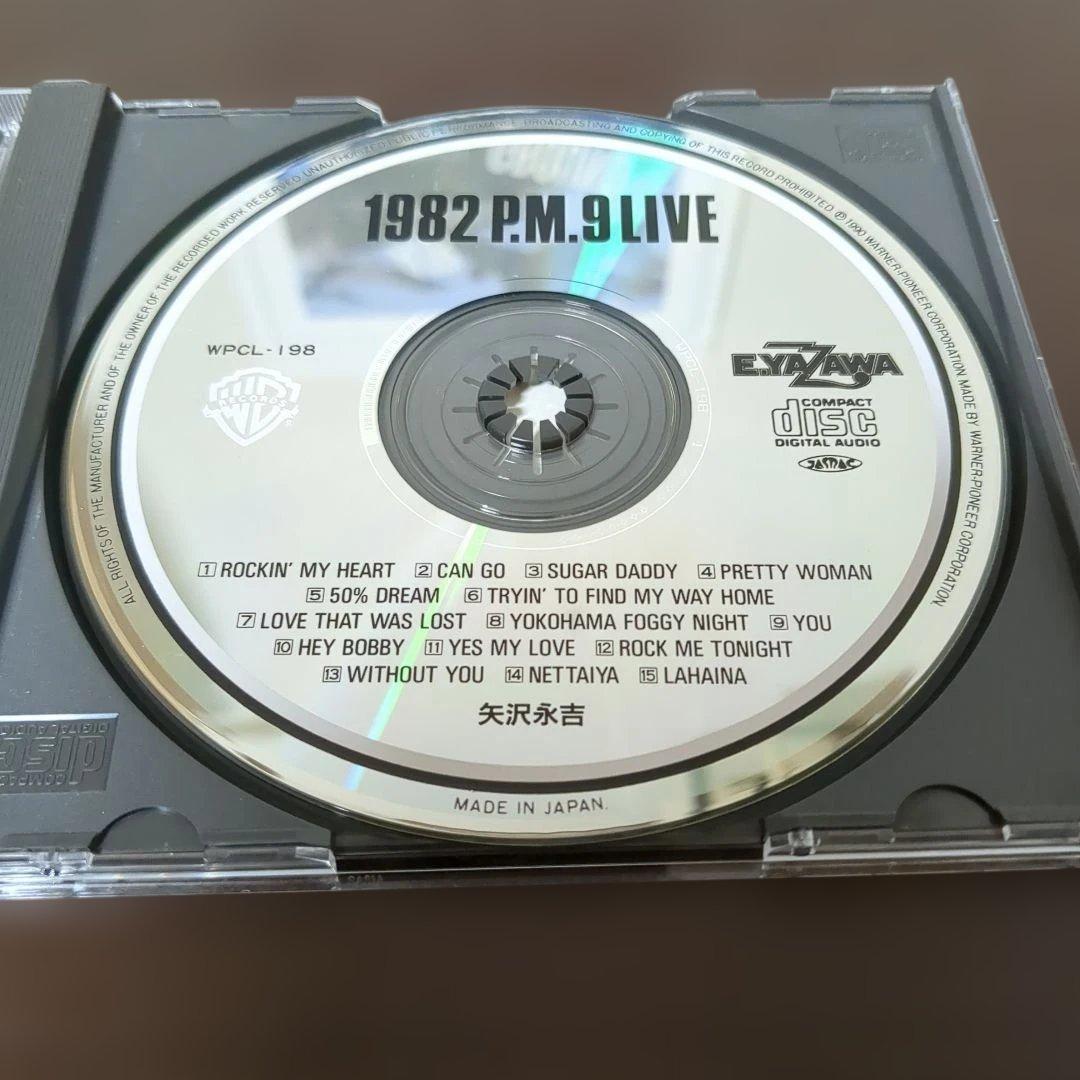 ALL RIGHTS OF THE MANUFACTURER AND OF THE OWNER OF THE RECORDED WORK RESERVED. UNAUTHORIZED PUBLIC PERFORMANCE, BROADCASTING AND COPYING OF THIS RECORD PROHIBITED Ⓟ1990 WARNER-PIONEER CORPORATION MADE BY WARNER-PIONEER CORPORATION.
1982 P.M.9 LIVE
WPCL-198
RECORDS
®
E.YAZAWA
COMPACT
disc
DIGITAL AUDIO
JASRAC
1 ROCKIN' MY HEART 2 CAN GO 3 SUGAR DADDY 4 PRETTY WOMAN
5 50% DREAM 6 TRYIN' TO FIND MY WAY HOME
7 LOVE THAT WAS LOST 8 YOKOHAMA FOGGY NIGHT 9 YOU
10 HEY BOBBY 11 YES MY LOVE 12 ROCK ME TONIGHT
13 WITHOUT YOU 14 NETTAIYA 15 LAHAINA
矢沢永吉
MADE IN JAPAN.